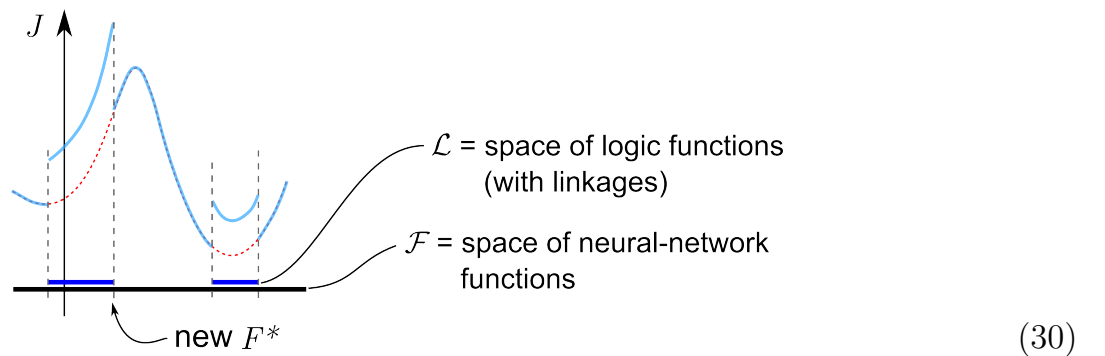 J
ℒ = space of logic functions
(with linkages)
ℱ = space of neural-network
functions
new F*
(30)